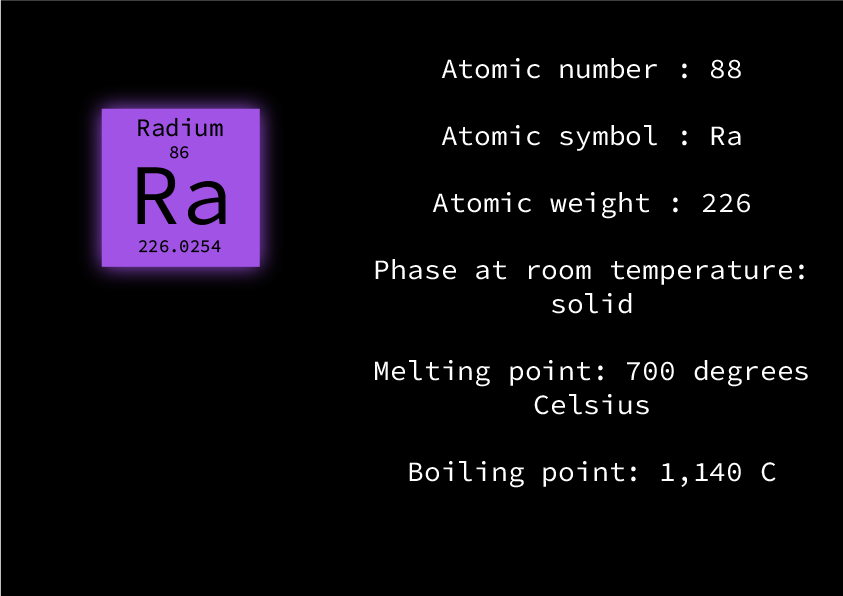 Radium
86
Ra
226.0254
Atomic number : 88
Atomic symbol : Ra
Atomic weight : 226
Phase at room temperature:
solid
Melting point: 700 degrees
Celsius
Boiling point: 1,140 C